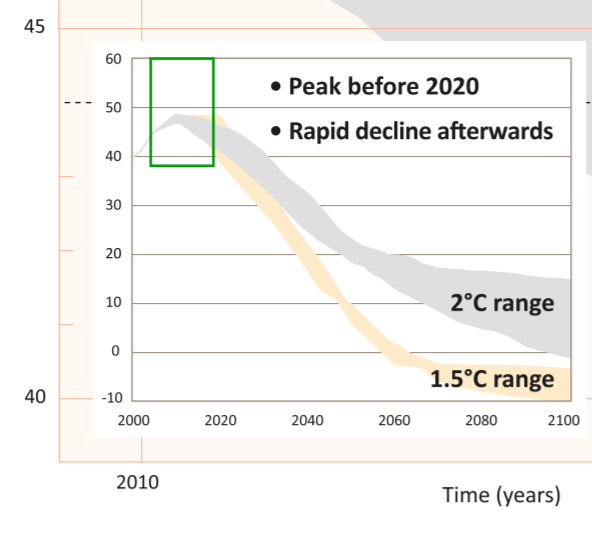 45
60
50
40
30
20
10
0
-10
• Peak before 2020
• Rapid decline afterwards
2°C range
1.5°C range
2000 2020 2040 2060 2080 2100
40
2010
Time (years)